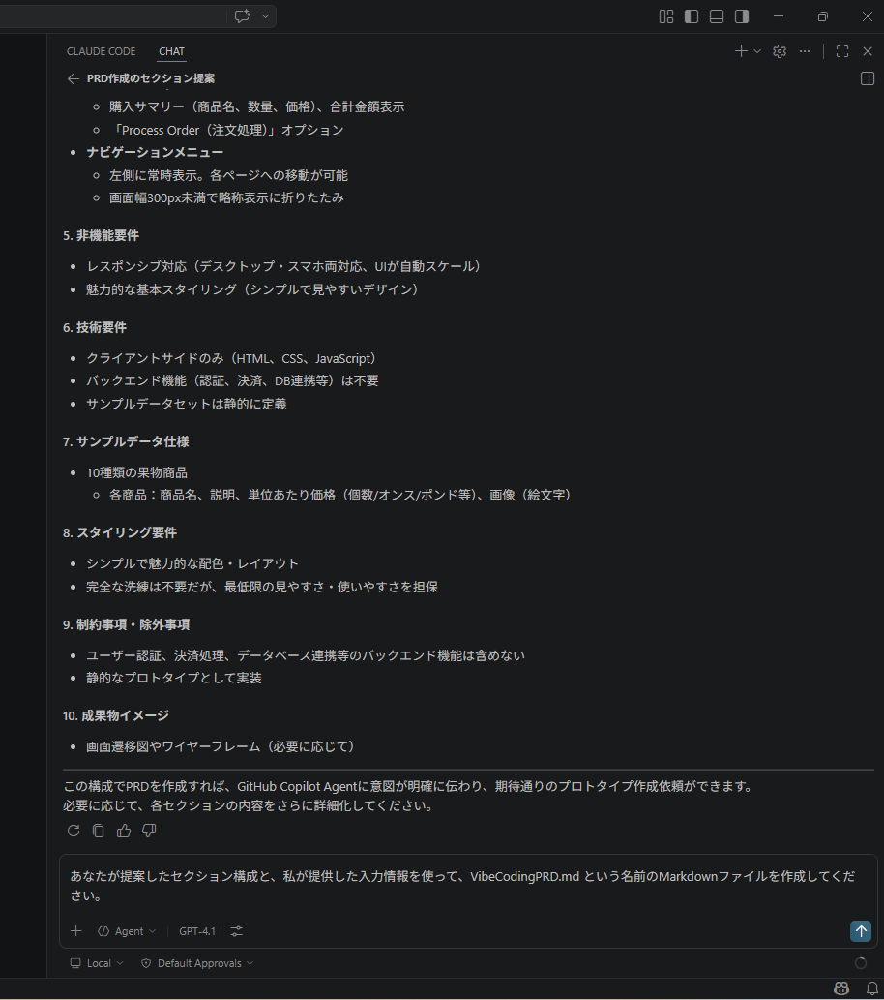 CLAUDE CODE
CHAT
PRD作成のセクション提案
購入サマリー（商品名、数量、価格）、合計金額表示
「Process Order（注文処理）」オプション
ナビゲーションメニュー
左側に常時表示。各ページへの移動が可能
画面幅300px未満で略称表示に折りたたみ
5. 非機能要件
レスポンシブ対応（デスクトップ・スマホ両対応、UIが自動スケール）
魅力的な基本スタイリング（シンプルで見やすいデザイン）
6. 技術要件
クライアントサイドのみ（HTML、CSS、JavaScript）
バックエンド機能（認証、決済、DB連携等）は不要
サンプルデータセットは静的に定義
7. サンプルデータ仕様
10種類の果物商品
各商品：商品名、説明、単位あたり価格（個数/オンス/ポンド等）、画像（絵文字）
8. スタイリング要件
シンプルで魅力的な配色・レイアウト
完全な洗練は不要だが、最低限の見やすさ・使いやすさを担保
9. 制約事項・除外事項
ユーザー認証、決済処理、データベース連携等のバックエンド機能は含めない
静的なプロトタイプとして実装
10. 成果物イメージ
画面遷移図やワイヤーフレーム（必要に応じて）
この構成でPRDを作成すれば、GitHub Copilot Agentに意図が明確に伝わり、期待通りのプロトタイプ作成依頼ができます。
必要に応じて、各セクションの内容をさらに詳細化してください。
あなたが提案したセクション構成と、私が提供した入力情報を使って、VibeCodingPRD.md という名前のMarkdownファイルを作成してくだ
さい。
Agent
GPT-4.1
Local
Default Approvals